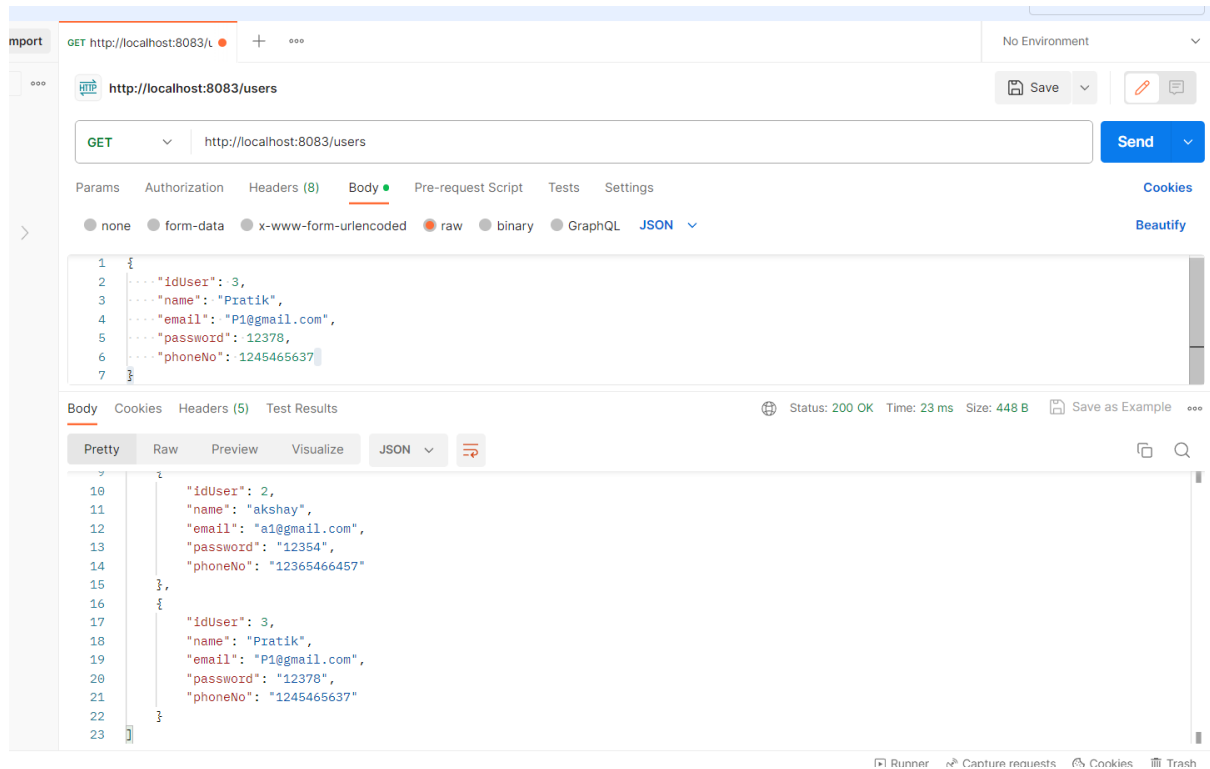 mport GET http://localhost:8083/u No Environment
HTTP http://localhost:8083/users Save
GET http://localhost:8083/users Send
Params Authorization Headers (8) Body Pre-request Script Tests Settings Cookies
none form-data x-www-form-urlencoded raw binary GraphQL JSON Beautify
1 {
2 "idUser": 3,
3 "name": "Pratik",
4 "email": "P1@gmail.com",
5 "password": 12378,
6 "phoneNo": 1245465637
7 }
Body Cookies Headers (5) Test Results Status: 200 OK Time: 23 ms Size: 448 B Save as Example
Pretty Raw Preview Visualize JSON
9 {
10 "idUser": 2,
11 "name": "akshay",
12 "email": "a1@gmail.com",
13 "password": "12354",
14 "phoneNo": "12365466457"
15 },
16 {
17 "idUser": 3,
18 "name": "Pratik",
19 "email": "P1@gmail.com",
20 "password": "12378",
21 "phoneNo": "1245465637"
22 }
23 ]
Runner Capture requests Cookies Trash